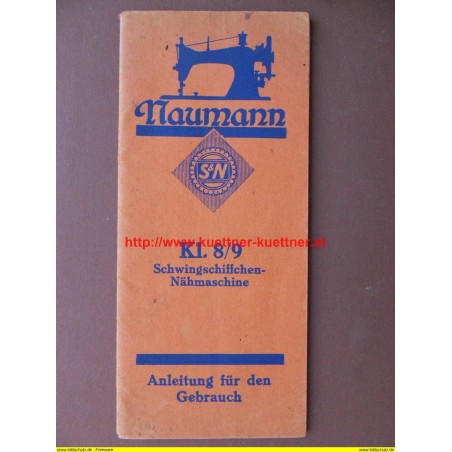 Naumann
S&N
http://www.kuettner-kuettner.at
Kl. 8/9
Schwingschiffchen-
Nähmaschine
Anleitung für den
Gebrauch
www.bildschutz.de - Freeware
www.bildschutz.de